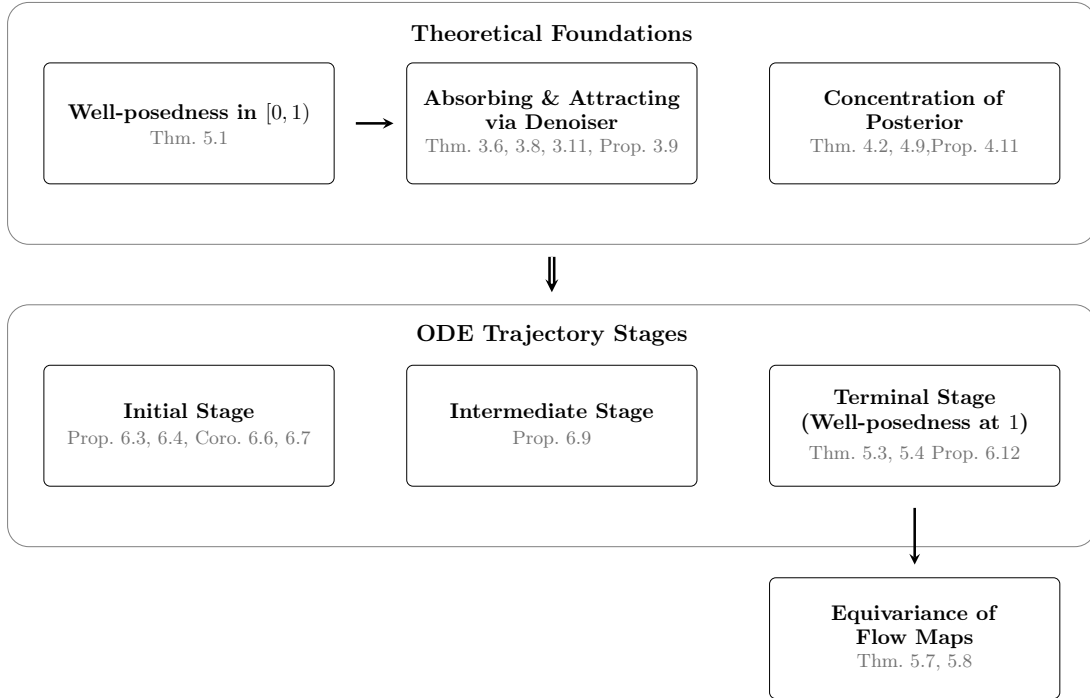 Theoretical Foundations
Well-posedness in [0, 1)
Thm. 5.1
Absorbing & Attracting
via Denoiser
Thm. 3.6, 3.8, 3.11, Prop. 3.9
Concentration of
Posterior
Thm. 4.2, 4.9,Prop. 4.11
ODE Trajectory Stages
Initial Stage
Prop. 6.3, 6.4, Coro. 6.6, 6.7
Intermediate Stage
Prop. 6.9
Terminal Stage
(Well-posedness at 1)
Thm. 5.3, 5.4 Prop. 6.12
Equivariance of
Flow Maps
Thm. 5.7, 5.8